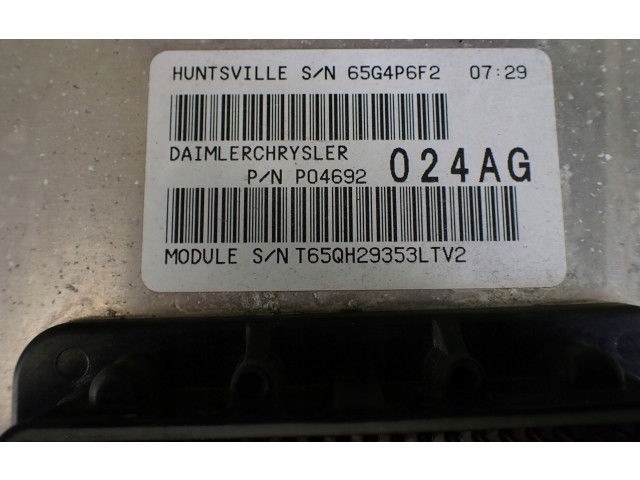 HUNTSVILLE S/N 65G4P6F2 07:29
DAIMLERCHRYSLER
P/N P04692 024AG
MODULE S/N T65QH29353LTV2